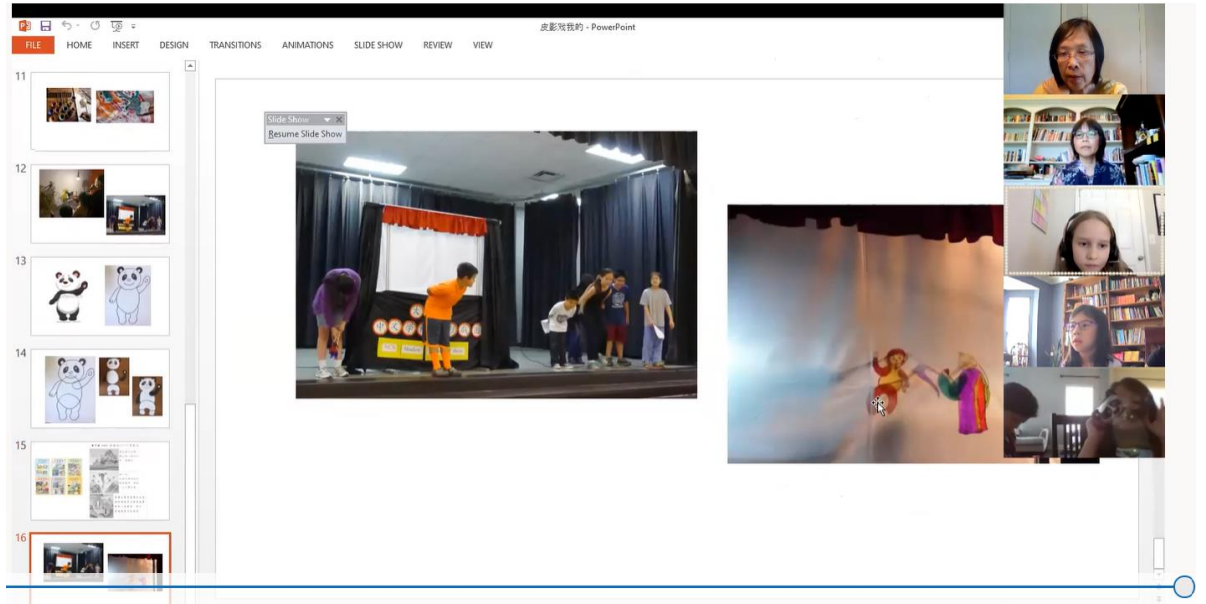 皮影戏我的 - PowerPoint
FILE HOME INSERT DESIGN TRANSITIONS ANIMATIONS SLIDE SHOW REVIEW VIEW
Slide Show
Resume Slide Show
11
12
13
14
15
16